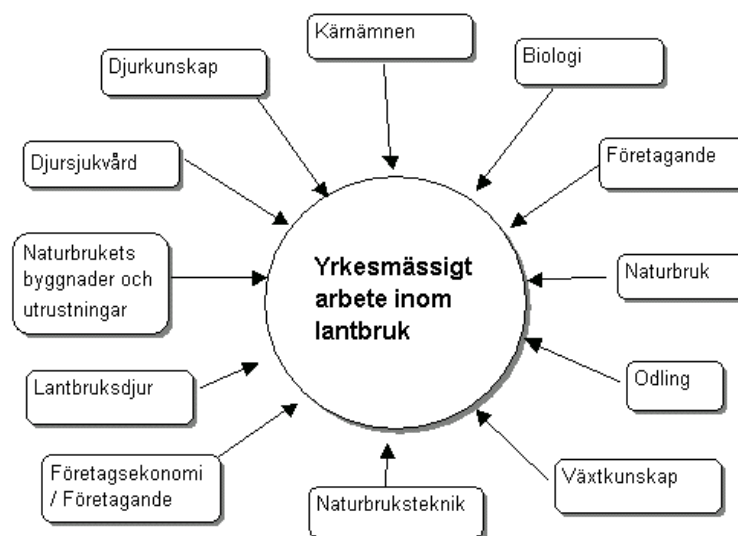 Kärnämnen
Biologi
Djurkunskap
Företagande
Djursjukvård
Naturbrukets
byggnader och
utrustningar
Yrkesmässigt
arbete inom
lantbruk
Naturbruk
Lantbruksdjur
Odling
Företagsekonomi
/ Företagande
Naturbruksteknik
Växtkunskap